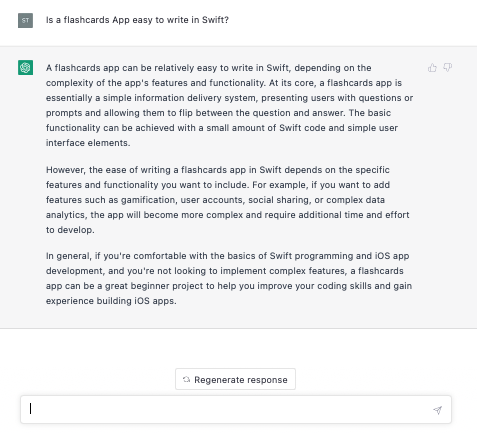 ST
Is a flashcards App easy to write in Swift?
A flashcards app can be relatively easy to write in Swift, depending on the
complexity of the app's features and functionality. At its core, a flashcards app is
essentially a simple information delivery system, presenting users with questions or
prompts and allowing them to flip between the question and answer. The basic
functionality can be achieved with a small amount of Swift code and simple user
interface elements.
However, the ease of writing a flashcards app in Swift depends on the specific
features and functionality you want to include. For example, if you want to add
features such as gamification, user accounts, social sharing, or complex data
analytics, the app will become more complex and require additional time and effort
to develop.
In general, if you're comfortable with the basics of Swift programming and iOS app
development, and you're not looking to implement complex features, a flashcards
app can be a great beginner project to help you improve your coding skills and gain
experience building iOS apps.
Regenerate response